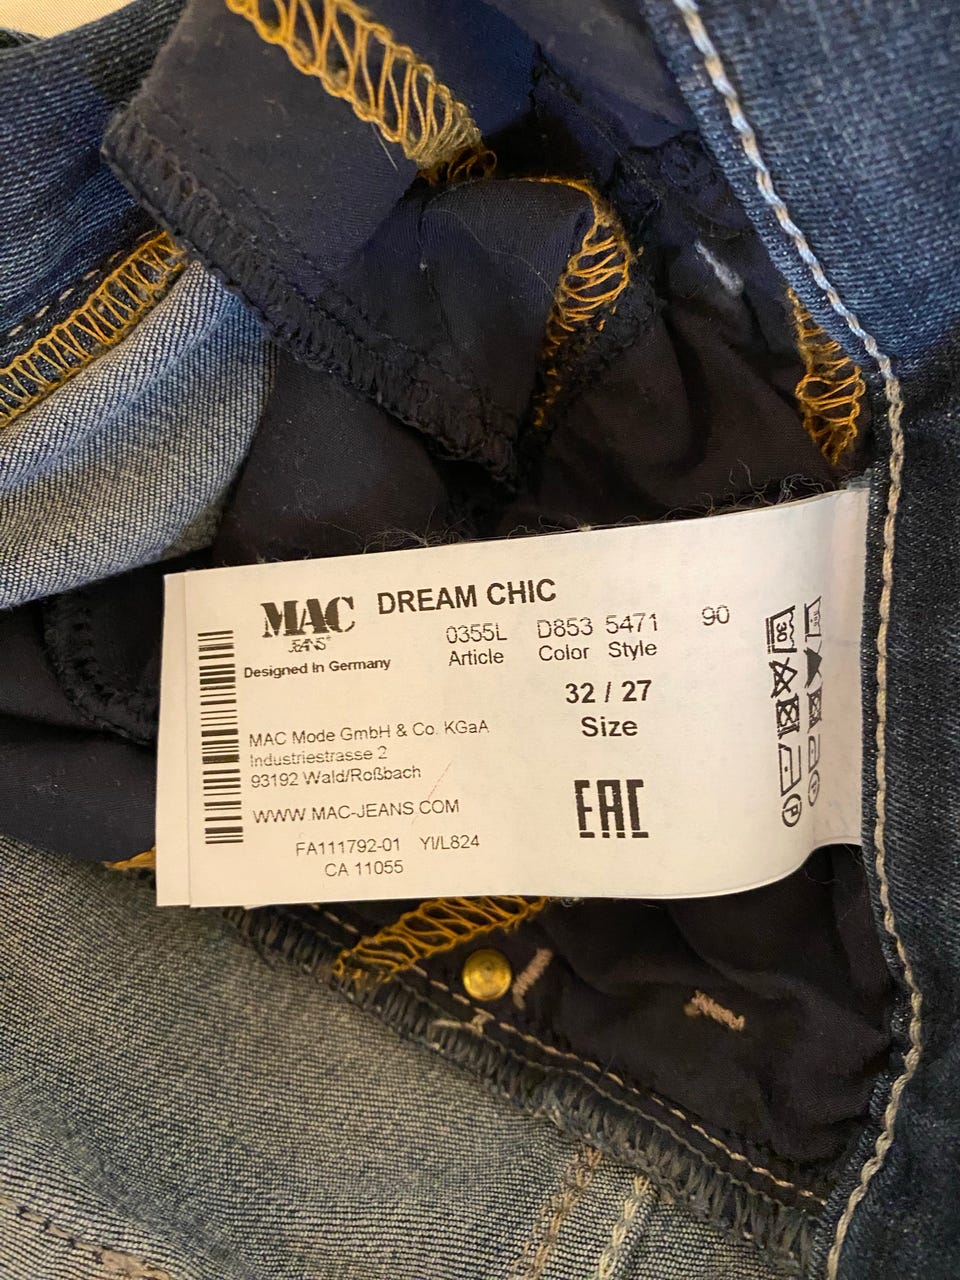 MAC DREAM CHIC
JEANS®
Designed In Germany
0355L D853 5471 90
Article Color Style
32 / 27
Size
MAC Mode GmbH & Co. KGaA
Industriestrasse 2
93192 Wald/Roßbach
WWW.MAC-JEANS.COM
FA111792-01 YI/L824
CA 11055
EAC
30
P